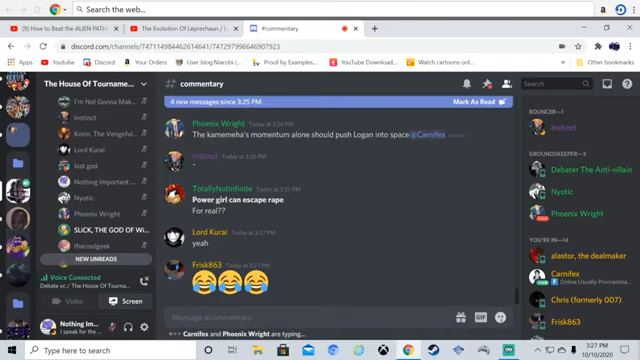 Search the web...
(9) How to Beat the ALIEN PATH
The Evolution Of Leprechaun / L
#commentary
discord.com/channels/747114984462614641/747297996646907923
Apps
YouTube
Documents To Go...
Proof by Examples...
Book User Niarobi...
YouTube Download...
Watch cartoons onl...
The House Of Tourname...
commentary
Search
4 new messages since 3:25 PM
Mark As Read
I'm Not Gonna Mak...
Instinct
Korin, The Vengeful...
Lord Kurai
lost god
Nothing Important
Nyotic
Phoenix Wright
SLICK, THE GOD OF Wi...
thecoolgeek
NEW UNREADS
Voice Connected
Debate vc / The House Of Tourna...
Video
Screen
Nothing Im...
I speak for the...
Phoenix Wright Today at 3:26 PM
The kamemeha's momentum alone should push Logan into space @Carnifex
Instinct Today at 3:26 PM
^
TotallyNotInfinite Today at 3:27 PM
Power girl can escape rape
For real??
Lord Kurai Today at 3:27 PM
yeah
Frisk863 Today at 3:27 PM
Message #commentary
GIF
Carnifex and Phoenix Wright are typing...
BOUNCER—1
Instinct
GROUNDSKEEPER—3
Debater The Anti-villain
Nyotic
Phoenix Wright
YOU'RE IN—14
alastor, the dealmaker
Carnifex
Online Usually Procrastinating
Chris (formerly 007)
Frisk863
Type here to search
3:27 PM
10/10/2020